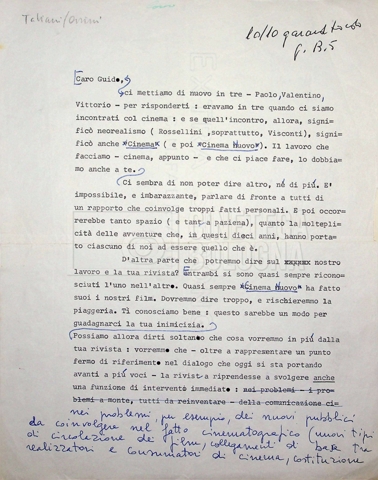 Taviani/Orsini
10/10 garamond tondo
g. B. 5
Caro Guido,
ci mettiamo di nuovo in tre - Paolo, Valentino,
Vittorio - per risponderti : eravamo in tre quando ci siamo
incontrati col cinema : e se quell'incontro, allora, signi-
ficò neorealismo ( Rossellini ,soprattutto, Visconti), signi-
ficò anche "Cinema" ( e poi "Cinema Nuovo"). Il lavoro che
facciamo - cinema, appunto - e che ci piace fare, lo dobbia-
mo anche a te.
Ci sembra di non poter dire altro, né di più. E'
impossibile, e imbarazzante, parlare di fronte a tutti di
un rapporto che coinvolge troppi fatti personali. E poi occor-
rerebbe tanto spazio ( e tanta pazienza), quanto la moltepli-
cità delle avventure che, in questi dieci anni, hanno porta-
to ciascuno di noi ad essere quello che è.
D'altra parte che potremmo dire sul xxxxxx nostro
lavoro e la tua rivista? Entrambi si sono quasi sempre ricono-
sciuti l'uno nell'altro. Quasi sempre "Cinema Nuovo" ha fatto
suoi i nostri film. Dovremmo dire troppo, e rischieremmo la
piaggeria. Ti conosciamo bene : questo sarebbe un modo per
guadagnarci la tua inimicizia.
Possiamo allora dirti soltanto che cosa vorremmo in più dalla
tua rivista : vorremmo che - oltre a rappresentare un punto
fermo di riferimento nel dialogo che oggi si sta portando
avanti a più voci - la rivista riprendesse a svolgere anche
una funzione di intervento immediato : nei problemi - i pro-
blemi a monte, tutti da reinventare - della comunicazione ci-
nei problemi, per esempio, dei nuovi pubblici
da coinvolgere nel fatto cinematografico (nuovi tipi
di circolazione dei film, collegamenti di base tra
realizzatori e consumatori di cinema, costituzione